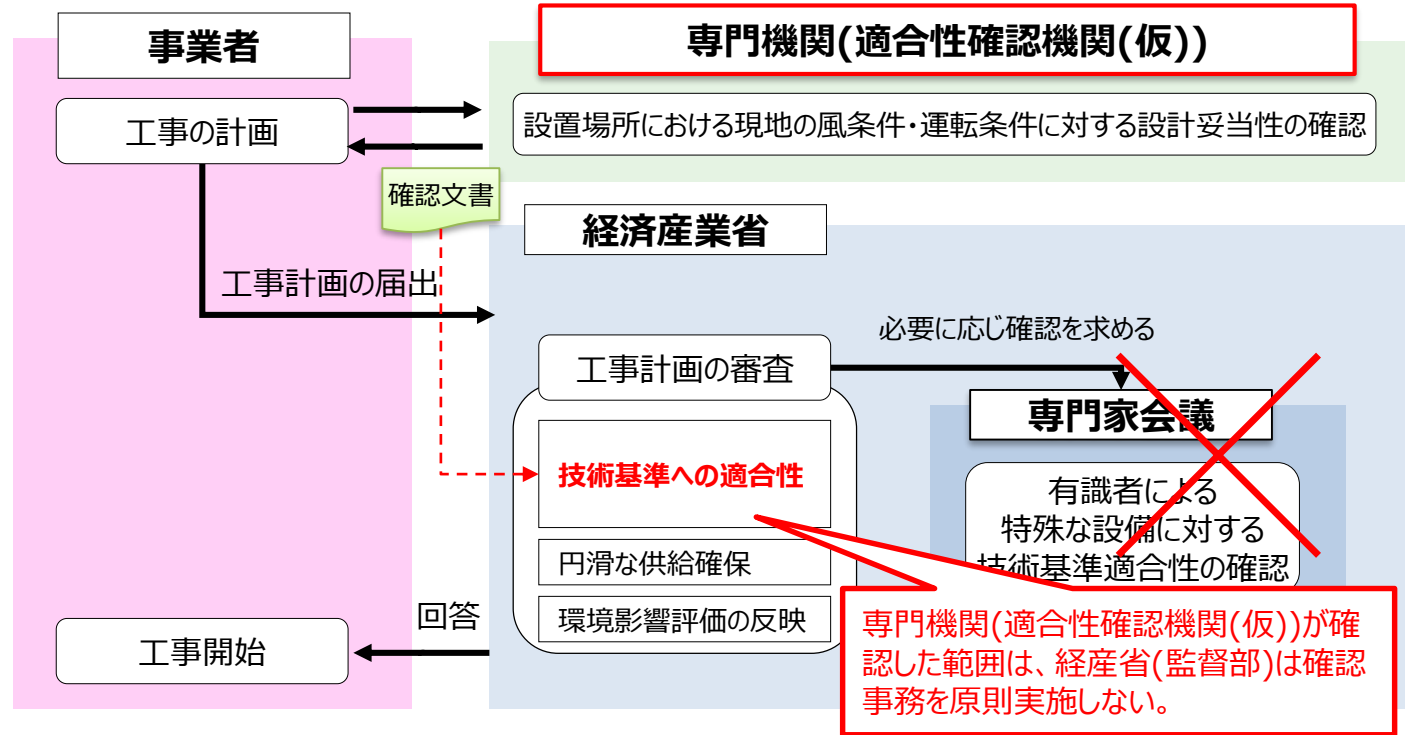 事業者
専門機関(適合性確認機関(仮))
工事の計画
設置場所における現地の風条件・運転条件に対する設計妥当性の確認
確認文書
経済産業省
工事計画の届出
必要に応じ確認を求める
工事計画の審査
専門家会議
技術基準への適合性
有識者による
特殊な設備に対する
技術基準適合性の確認
円滑な供給確保
環境影響評価の反映
回答
工事開始
専門機関(適合性確認機関(仮))が確
認した範囲は、経産省(監督部)は確認
事務を原則実施しない。